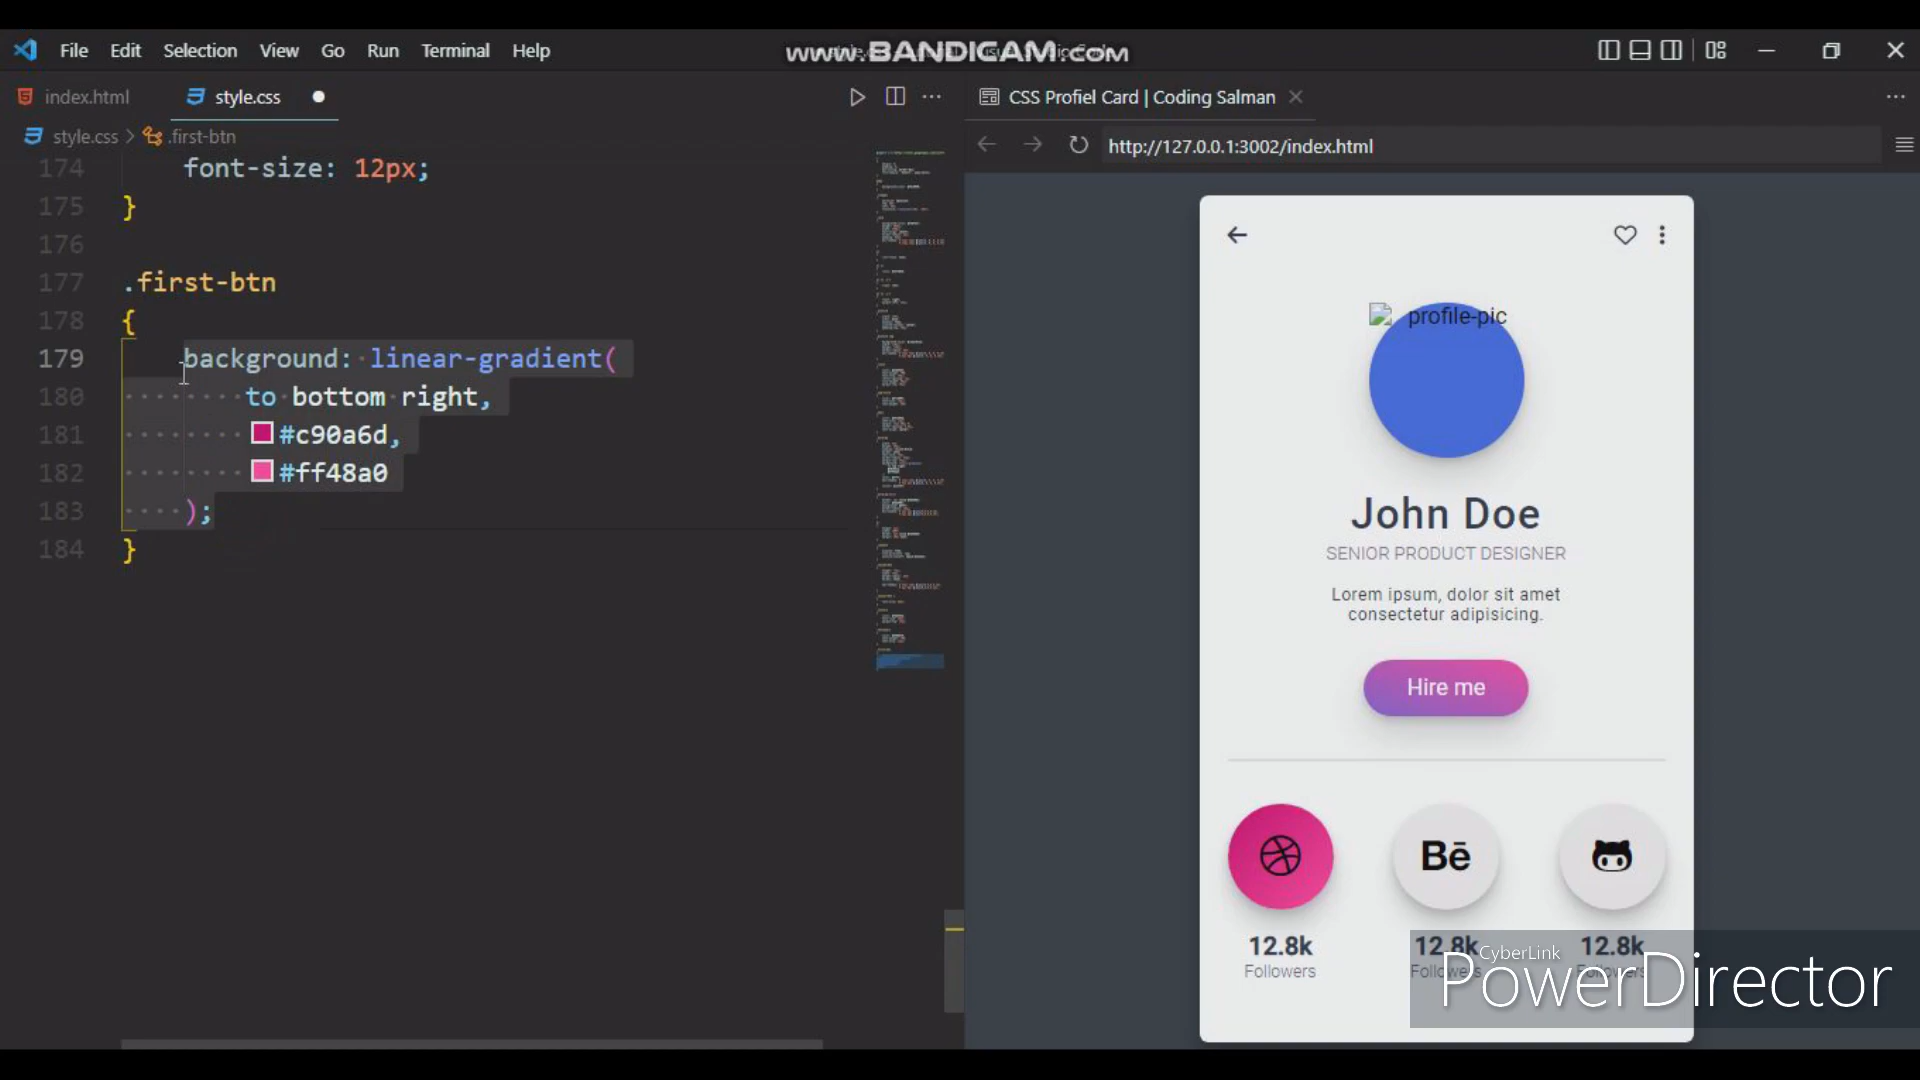 www.BANDICAM.com
File Edit Selection View Go Run Terminal Help
index.html
style.css
CSS Profiel Card | Coding Salman
style.css > .first-btn
http://127.0.0.1:3002/index.html
174 font-size: 12px;
175 }
176
177 .first-btn
178 {
179 background: linear-gradient(
180 to bottom right,
181 #c90a6d,
182 #ff48a0
183 );
184 }
profile-pic
John Doe
SENIOR PRODUCT DESIGNER
Lorem ipsum, dolor sit amet
consectetur adipisicing.
Hire me
Bē
12.8k 12.8k 12.8k
Followers Followers Followers
CyberLink
PowerDirector